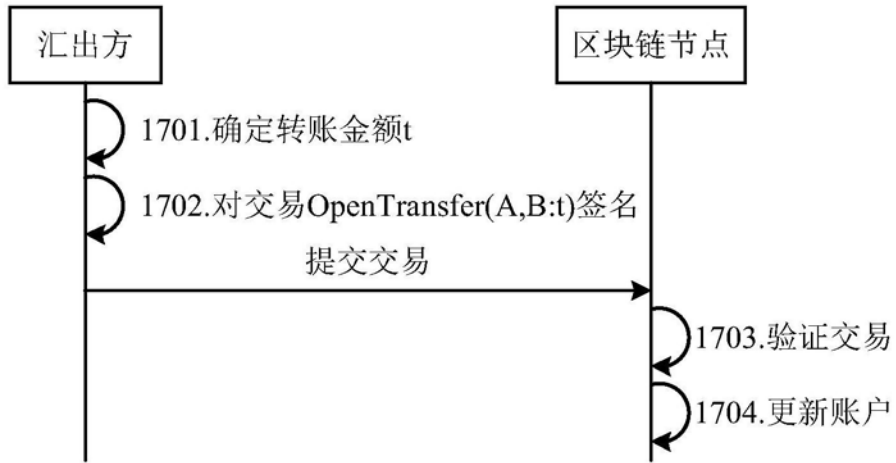 汇出方
区块链节点
1701.确定转账金额t
1702.对交易OpenTransfer(A,B:t)签名
提交交易
1703.验证交易
1704.更新账户